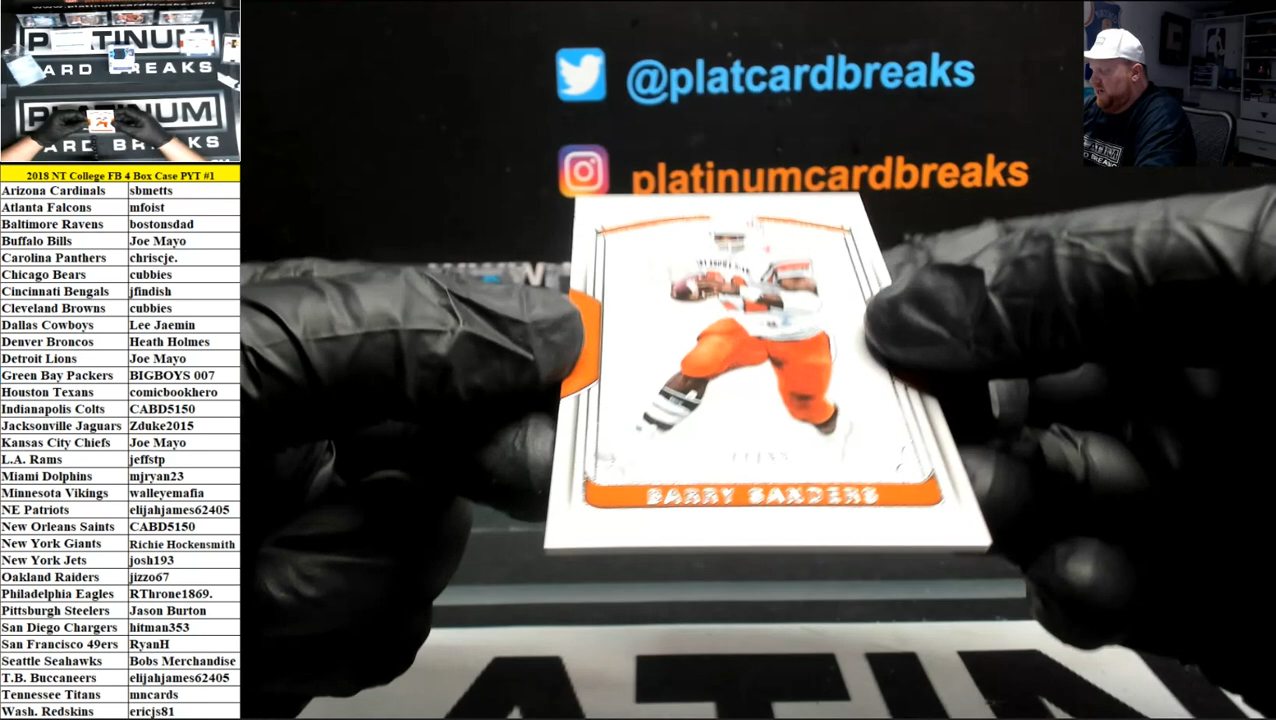 www.platinumcardbreaks.com
PLATINUM
ARD BREAKS
PLATINUM
ARD BREAKS
@platcardbreaks
platinumcardbreaks
BARRY SANDERS
2018 NT College FB 4 Box Case PYT #1
Arizona Cardinals sbmetts
Atlanta Falcons mfoist
Baltimore Ravens bostonsdad
Buffalo Bills Joe Mayo
Carolina Panthers chriscje.
Chicago Bears cubbies
Cincinnati Bengals jfindish
Cleveland Browns cubbies
Dallas Cowboys Lee Jaemin
Denver Broncos Heath Holmes
Detroit Lions Joe Mayo
Green Bay Packers BIGBOYS 007
Houston Texans comicbookhero
Indianapolis Colts CABD5150
Jacksonville Jaguars Zduke2015
Kansas City Chiefs Joe Mayo
L.A. Rams jeffstp
Miami Dolphins mjryan23
Minnesota Vikings walleyemafia
NE Patriots elijahjames62405
New Orleans Saints CABD5150
New York Giants Richie Hockensmith
New York Jets josh193
Oakland Raiders jizzo67
Philadelphia Eagles RThrone1869.
Pittsburgh Steelers Jason Burton
San Diego Chargers hitman353
San Francisco 49ers RyanH
Seattle Seahawks Bobs Merchandise
T.B. Buccaneers elijahjames62405
Tennessee Titans mncards
Wash. Redskins ericjs81